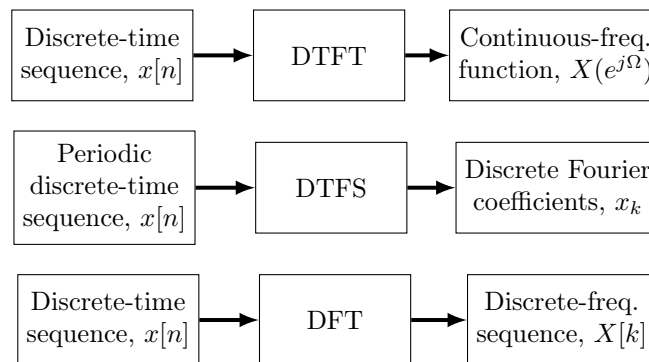 Discrete-time
sequence, x[n]
DTFT
Continuous-freq.
function, X(e^{jΩ})
Periodic
discrete-time
sequence, x[n]
DTFS
Discrete Fourier
coefficients, x_k
Discrete-time
sequence, x[n]
DFT
Discrete-freq.
sequence, X[k]